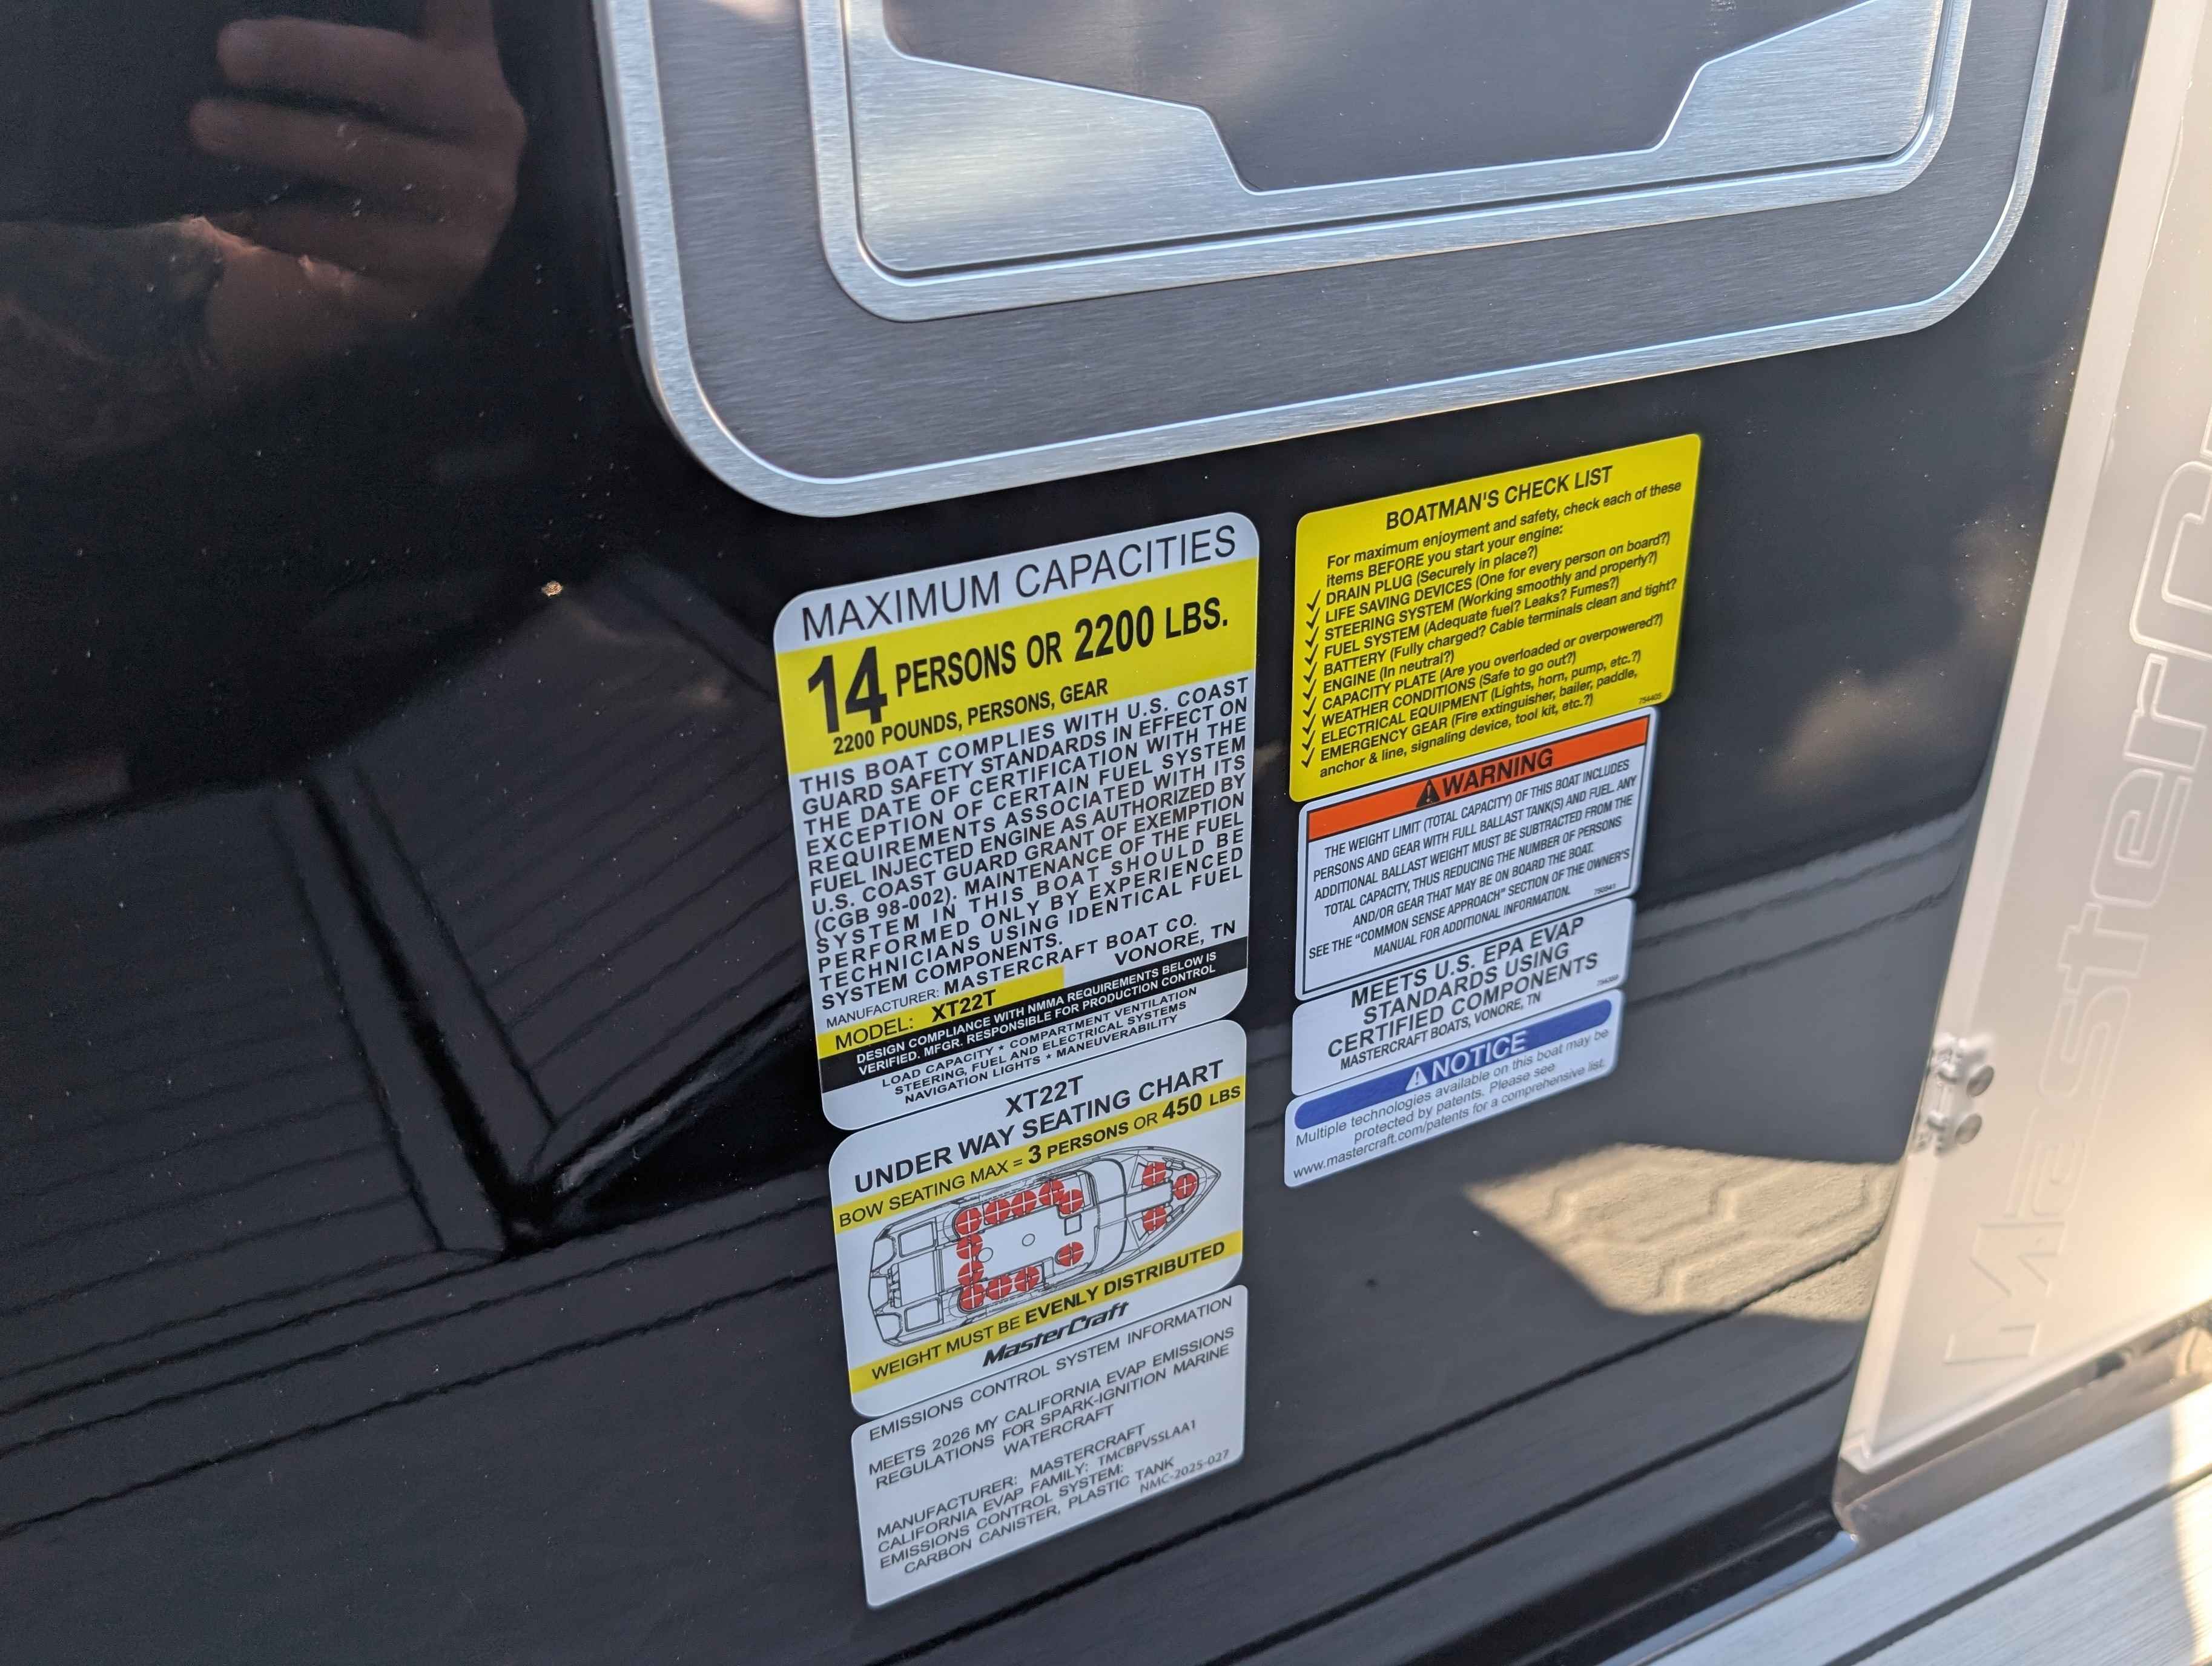 MAXIMUM CAPACITIES
14 PERSONS OR 2200 LBS.
2200 POUNDS, PERSONS, GEAR
THIS BOAT COMPLIES WITH U.S. COAST
GUARD SAFETY STANDARDS IN EFFECT ON
THE DATE OF CERTIFICATION WITH THE
EXCEPTION OF CERTAIN FUEL SYSTEM
REQUIREMENTS ASSOCIATED WITH ITS
FUEL INJECTED ENGINE AS AUTHORIZED BY
U.S. COAST GUARD GRANT OF EXEMPTION
(CGB 98-002). MAINTENANCE OF THE FUEL
SYSTEM IN THIS BOAT SHOULD BE
PERFORMED ONLY BY EXPERIENCED
TECHNICIANS USING IDENTICAL FUEL
SYSTEM COMPONENTS.
MANUFACTURER: MASTERCRAFT BOAT CO.
VONORE, TN
MODEL: XT22T
DESIGN COMPLIANCE WITH NMMA REQUIREMENTS BELOW IS
VERIFIED. MFGR. RESPONSIBLE FOR PRODUCTION CONTROL
LOAD CAPACITY * COMPARTMENT VENTILATION
STEERING, FUEL AND ELECTRICAL SYSTEMS
NAVIGATION LIGHTS * MANEUVERABILITY
XT22T
UNDER WAY SEATING CHART
BOW SEATING MAX = 3 PERSONS OR 450 LBS
WEIGHT MUST BE EVENLY DISTRIBUTED
MasterCraft
EMISSIONS CONTROL SYSTEM INFORMATION
MEETS 2026 MY CALIFORNIA EVAP EMISSIONS
REGULATIONS FOR SPARK-IGNITION MARINE
WATERCRAFT
MANUFACTURER: MASTERCRAFT
CALIFORNIA EVAP FAMILY: TMCBPVSSLAA1
EMISSIONS CONTROL SYSTEM:
CARBON CANISTER, PLASTIC TANK
NMC-2025-027
BOATMAN'S CHECK LIST
For maximum enjoyment and safety, check each of these
items BEFORE you start your engine:
✓ DRAIN PLUG (Securely in place?)
✓ LIFE SAVING DEVICES (One for every person on board?)
✓ STEERING SYSTEM (Working smoothly and properly?)
✓ FUEL SYSTEM (Adequate fuel? Leaks? Fumes?)
✓ BATTERY (Fully charged? Cable terminals clean and tight?
✓ ENGINE (In neutral?)
✓ CAPACITY PLATE (Are you overloaded or overpowered?)
✓ WEATHER CONDITIONS (Safe to go out?)
✓ ELECTRICAL EQUIPMENT (Lights, horn, pump, etc.?)
✓ EMERGENCY GEAR (Fire extinguisher, bailer, paddle,
anchor & line, signaling device, tool kit, etc.?)
754405
WARNING
THE WEIGHT LIMIT (TOTAL CAPACITY) OF THIS BOAT INCLUDES
PERSONS AND GEAR WITH FULL BALLAST TANK(S) AND FUEL. ANY
ADDITIONAL BALLAST WEIGHT MUST BE SUBTRACTED FROM THE
TOTAL CAPACITY, THUS REDUCING THE NUMBER OF PERSONS
AND/OR GEAR THAT MAY BE ON BOARD THE BOAT.
SEE THE "COMMON SENSE APPROACH" SECTION OF THE OWNER'S
MANUAL FOR ADDITIONAL INFORMATION.
750541
MEETS U.S. EPA EVAP
STANDARDS USING
CERTIFIED COMPONENTS
MASTERCRAFT BOATS, VONORE, TN
NOTICE
Multiple technologies available on this boat may be
protected by patents. Please see
www.mastercraft.com/patents for a comprehensive list.
MasterCr